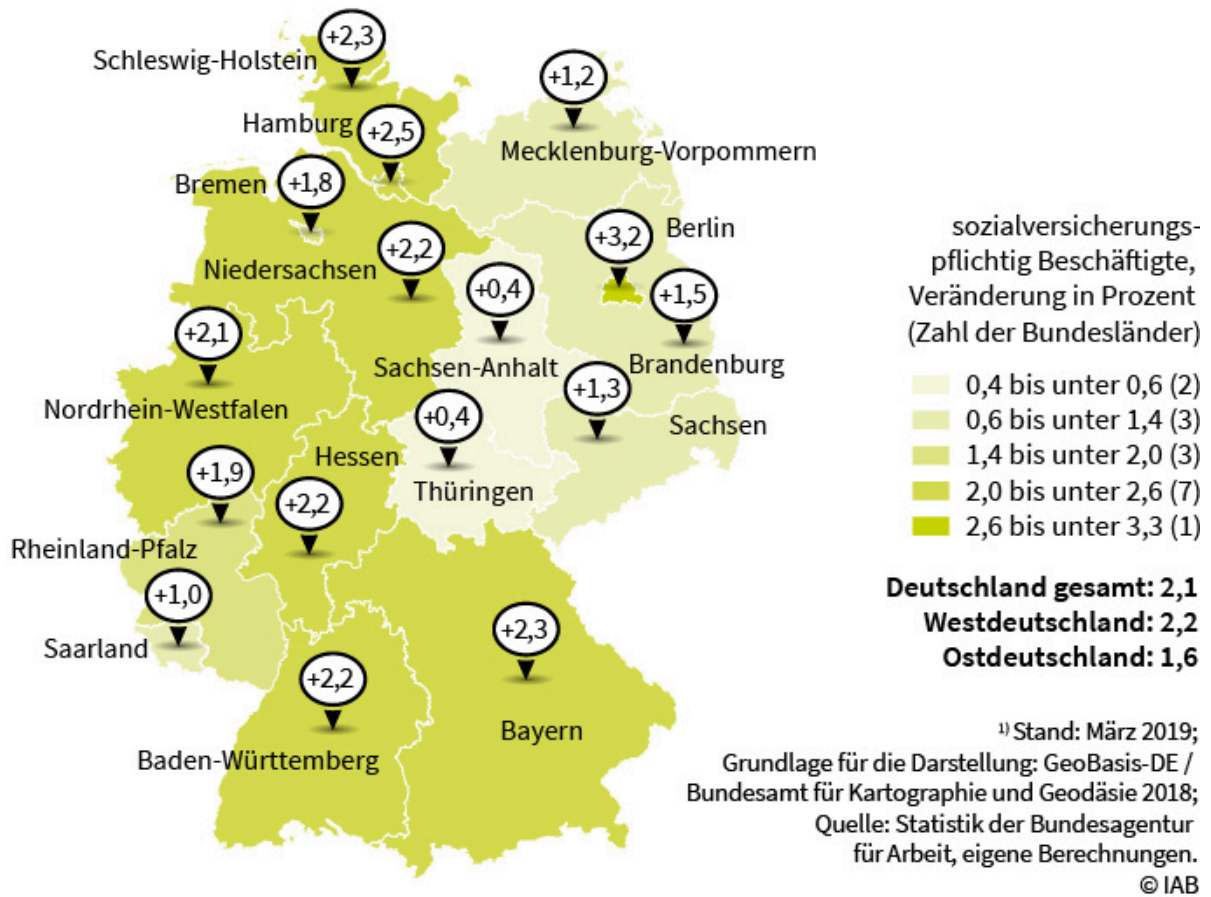 +2,3
Schleswig-Holstein
+1,2
Hamburg
+2,5
Mecklenburg-Vorpommern
Bremen
+1,8
+3,2
Berlin
+2,2
Niedersachsen
+0,4
+1,5
+2,1
Sachsen-Anhalt
Brandenburg
+1,3
Nordrhein-Westfalen
+0,4
Sachsen
Hessen
+1,9
Thüringen
+2,2
Rheinland-Pfalz
+1,0
Saarland
+2,3
+2,2
Bayern
Baden-Württemberg
sozialversicherungs-
pflichtig Beschäftigte,
Veränderung in Prozent
(Zahl der Bundesländer)
0,4 bis unter 0,6 (2)
0,6 bis unter 1,4 (3)
1,4 bis unter 2,0 (3)
2,0 bis unter 2,6 (7)
2,6 bis unter 3,3 (1)
Deutschland gesamt: 2,1
Westdeutschland: 2,2
Ostdeutschland: 1,6
¹⁾ Stand: März 2019;
Grundlage für die Darstellung: GeoBasis-DE /
Bundesamt für Kartographie und Geodäsie 2018;
Quelle: Statistik der Bundesagentur
für Arbeit, eigene Berechnungen.
© IAB